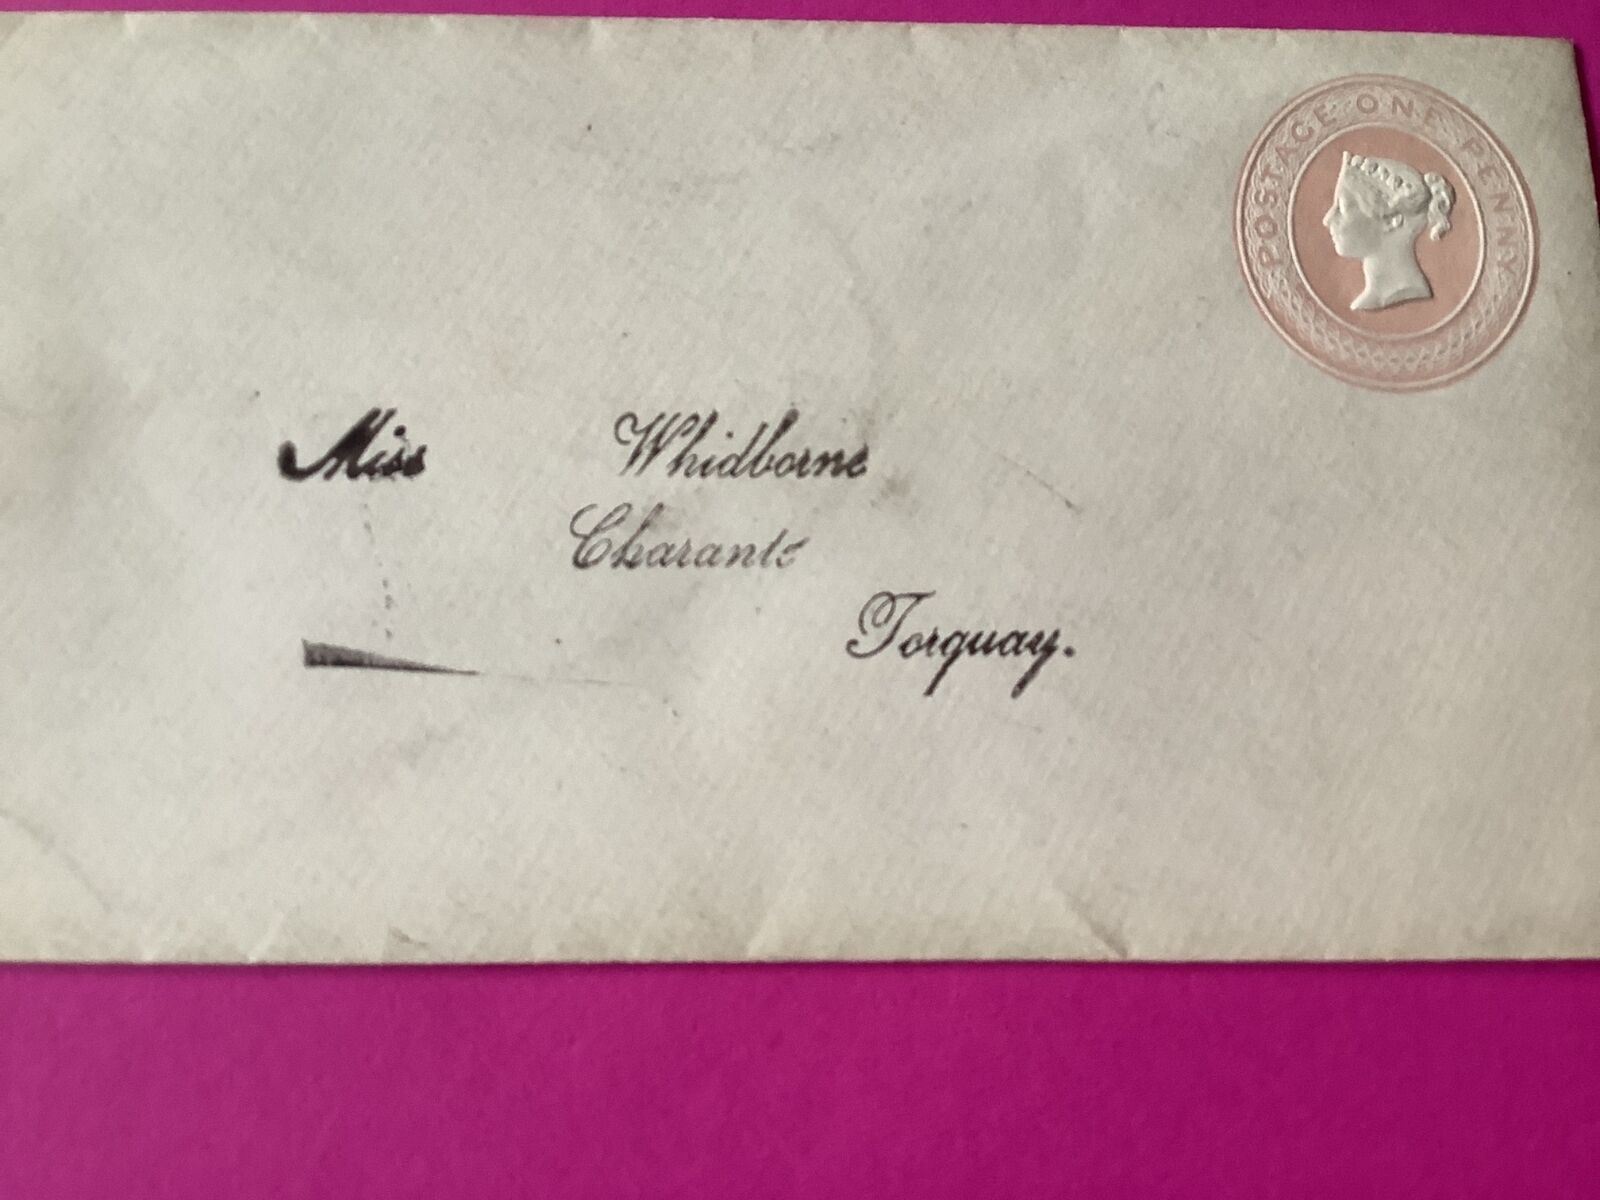 POSTAGE ONE PENNY
Miss Whidborne
Charante
Torquay.